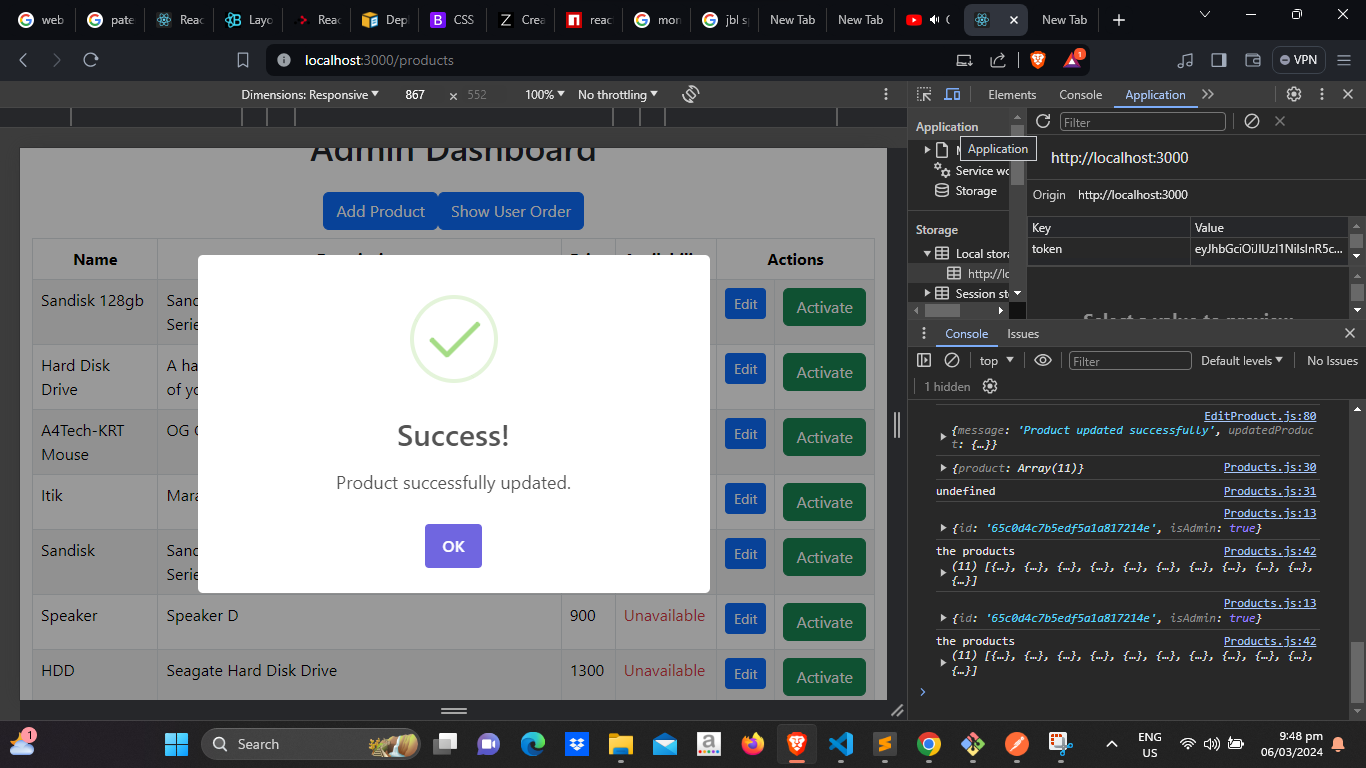 web
pate
Reac
Layo
Reac
Depl
CSS
Crea
reac
mon
jbl s
New Tab
New Tab
New Tab
localhost:3000/products
1
VPN
Dimensions: Responsive
867
×
552
100%
No throttling
Elements
Console
Application
Application
Filter
Application
Service wo
Storage
http://localhost:3000
Origin http://localhost:3000
Key
Value
token
eyJhbGciOiJIUzI1NiIsInR5c...
Storage
Local stora
http://lo
Session st
Select a value to preview
Console
Issues
top
Filter
Default levels
No Issues
1 hidden
EditProduct.js:80
{message: 'Product updated successfully', updatedProduc
t: {…}}
{product: Array(11)}
Products.js:30
undefined
Products.js:31
Products.js:13
{id: '65c0d4c7b5edf5a1a817214e', isAdmin: true}
the products
Products.js:42
(11) [{…}, {…}, {…}, {…}, {…}, {…}, {…}, {…}, {…}, {…},
{…}]
Products.js:13
{id: '65c0d4c7b5edf5a1a817214e', isAdmin: true}
the products
Products.js:42
(11) [{…}, {…}, {…}, {…}, {…}, {…}, {…}, {…}, {…}, {…},
{…}]
Admin Dashboard
Add Product
Show User Order
Name
Actions
Sandisk 128gb
Sand
Serie
Edit
Activate
Hard Disk
Drive
A ha
of yo
Edit
Activate
A4Tech-KRT
Mouse
OG
Edit
Activate
Itik
Mara
Edit
Activate
Sandisk
Sand
Serie
Edit
Activate
Speaker
Speaker D
900
Unavailable
Edit
Activate
HDD
Seagate Hard Disk Drive
1300
Unavailable
Edit
Activate
Success!
Product successfully updated.
OK
1
Search
ENG
US
9:48 pm
06/03/2024